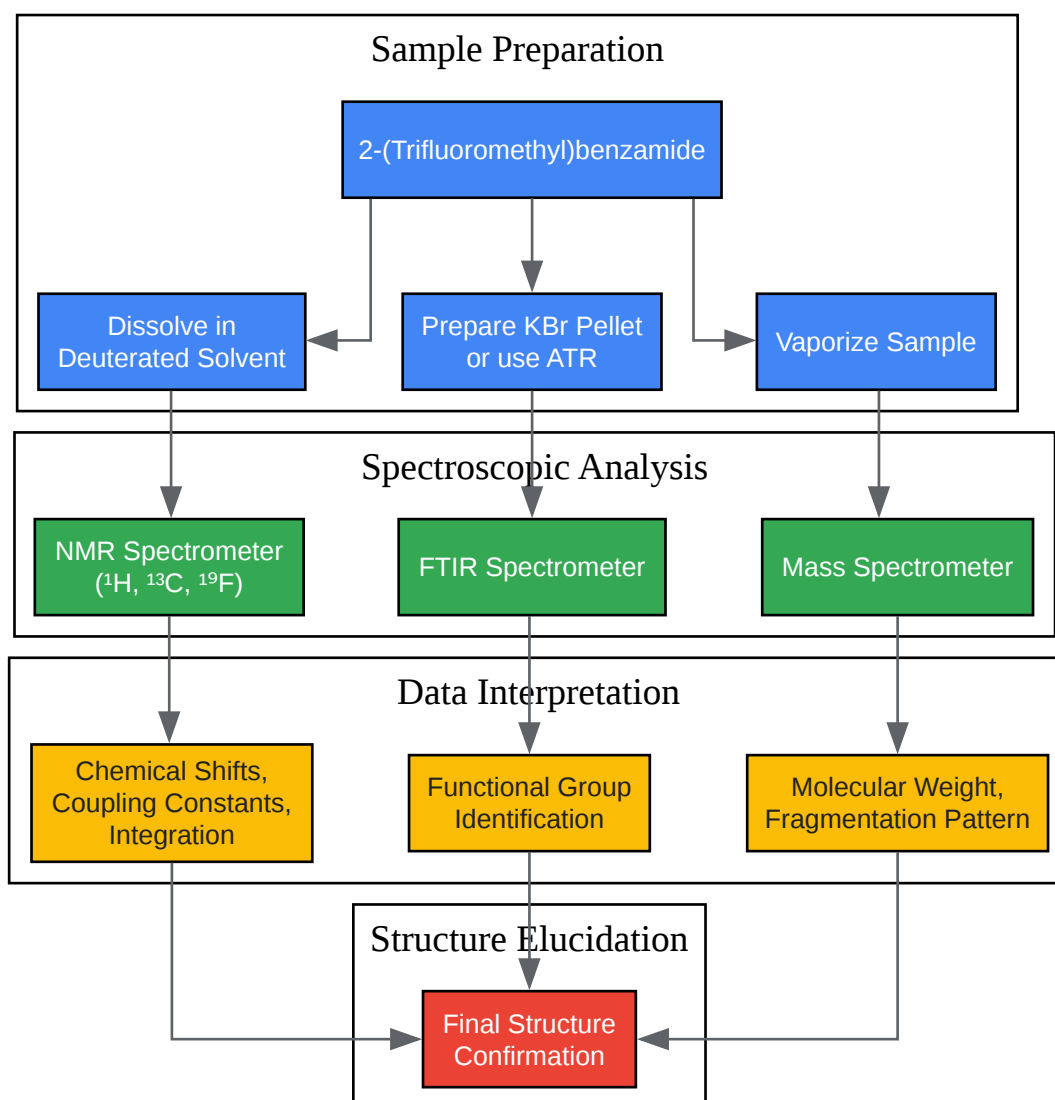 Sample Preparation
2-(Trifluoromethyl)benzamide
Dissolve in
Deuterated Solvent
Prepare KBr Pellet
or use ATR
Vaporize Sample
Spectroscopic Analysis
NMR Spectrometer
(¹H, ¹³C, ¹⁹F)
FTIR Spectrometer
Mass Spectrometer
Data Interpretation
Chemical Shifts,
Coupling Constants,
Integration
Functional Group
Identification
Molecular Weight,
Fragmentation Pattern
Structure Elucidation
Final Structure
Confirmation